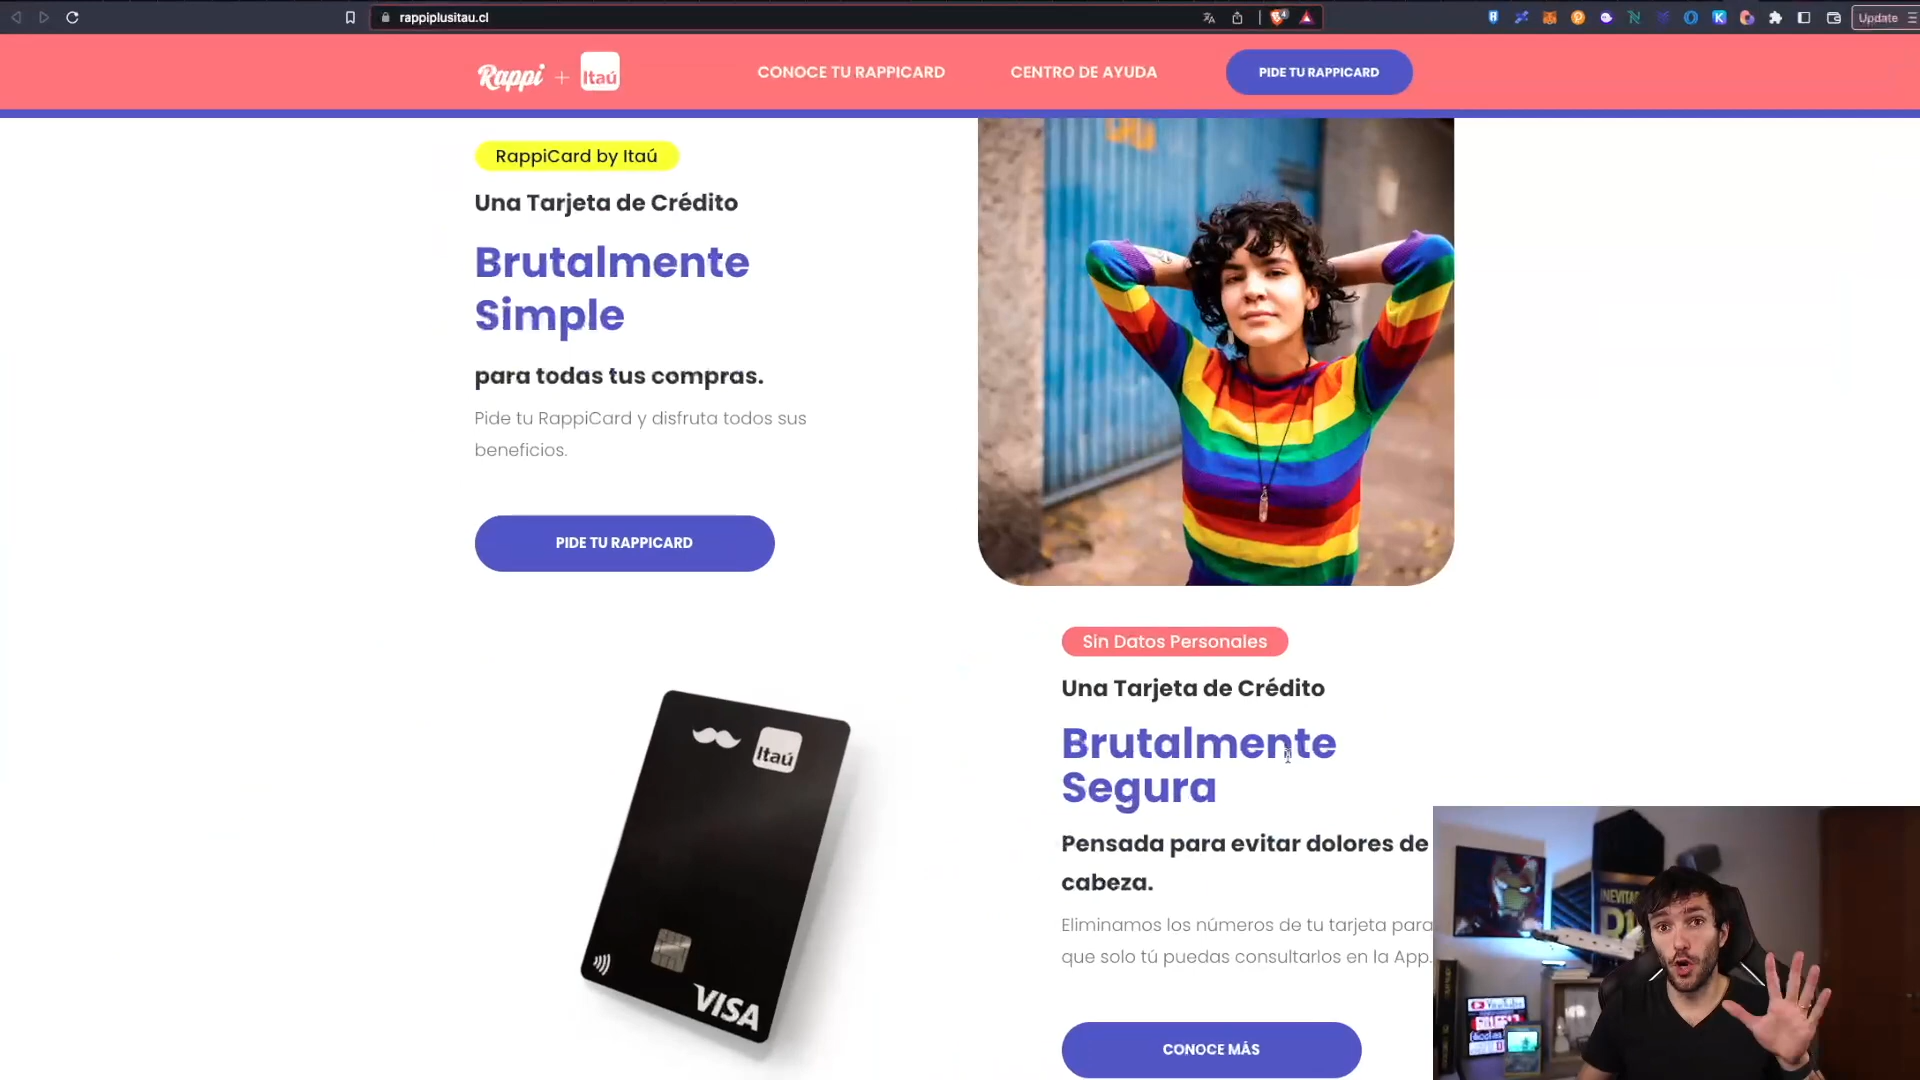 rappiplusitau.cl
Update
Rappi + Itaú
CONOCE TU RAPPICARD
CENTRO DE AYUDA
PIDE TU RAPPICARD
RappiCard by Itaú
Una Tarjeta de Crédito
Brutalmente
Simple
para todas tus compras.
Pide tu RappiCard y disfruta todos sus
beneficios.
PIDE TU RAPPICARD
Itaú
VISA
Sin Datos Personales
Una Tarjeta de Crédito
Brutalmente
Segura
Pensada para evitar dolores de
cabeza.
Eliminamos los números de tu tarjeta para
que solo tú puedas consultarlos en la App.
CONOCE MÁS